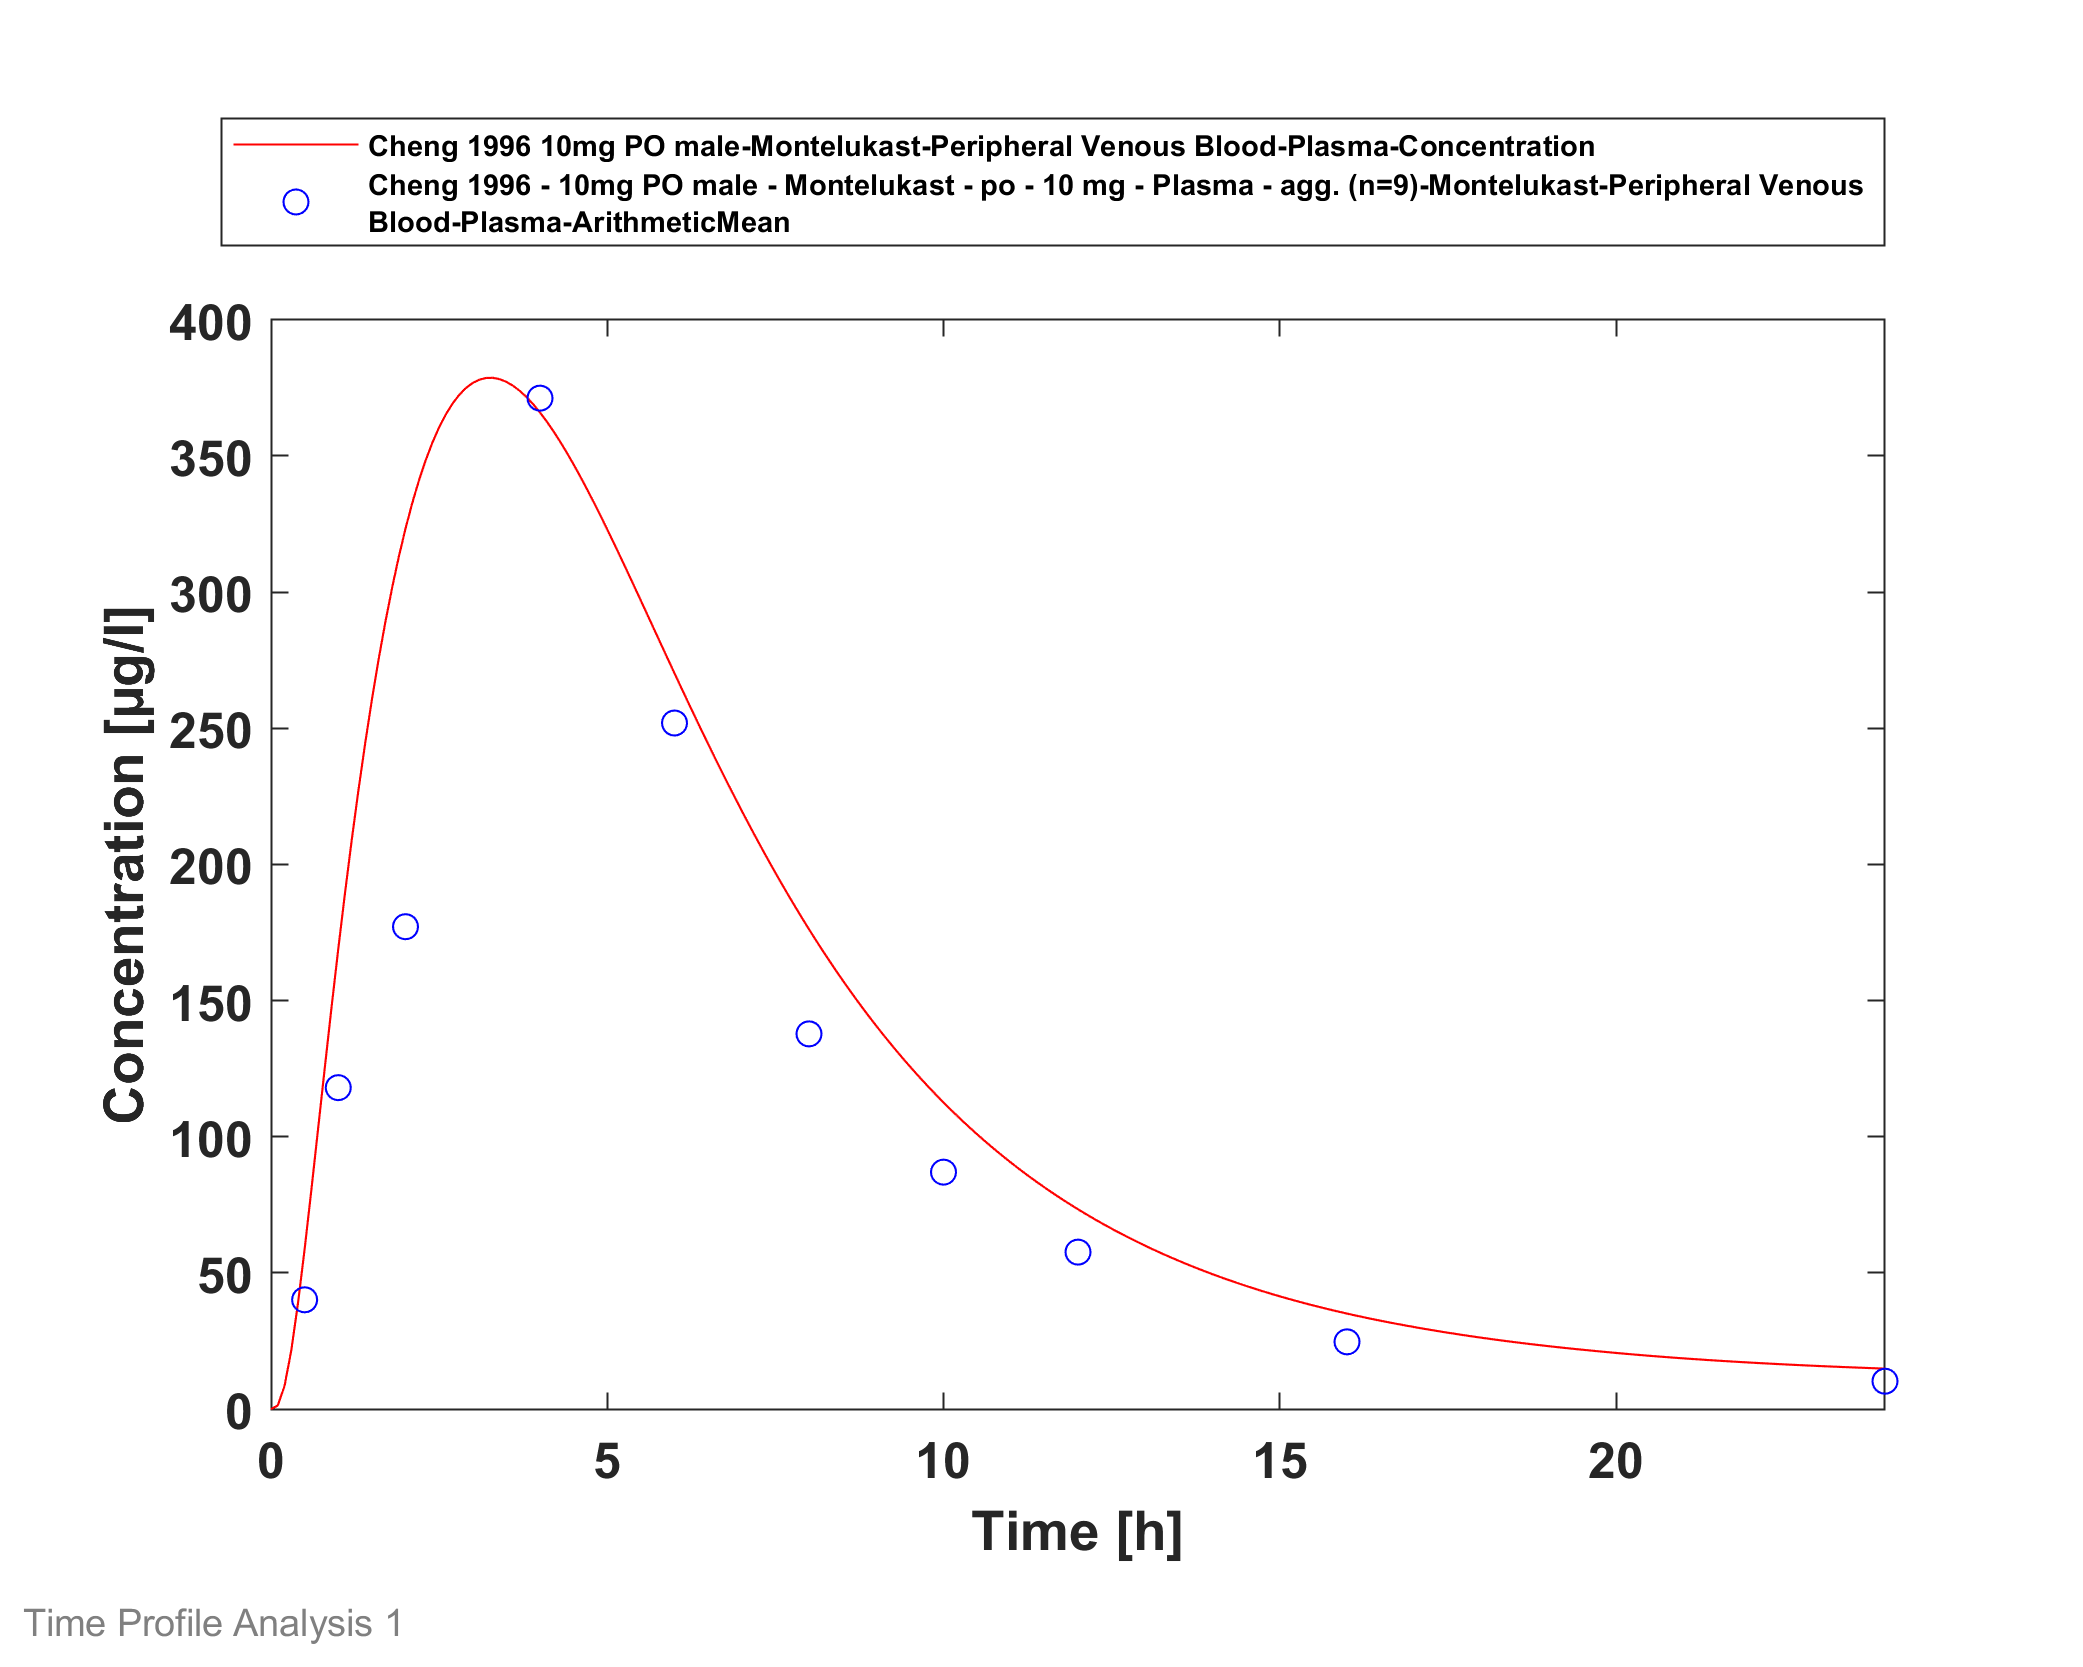 Cheng 1996 10mg PO male-Montelukast-Peripheral Venous Blood-Plasma-Concentration
Cheng 1996 - 10mg PO male - Montelukast - po - 10 mg - Plasma - agg. (n=9)-Montelukast-Peripheral Venous
Blood-Plasma-ArithmeticMean
400
350
300
250
200
150
100
50
0
Concentration [µg/l]
0 5 10 15 20
Time [h]
Time Profile Analysis 1